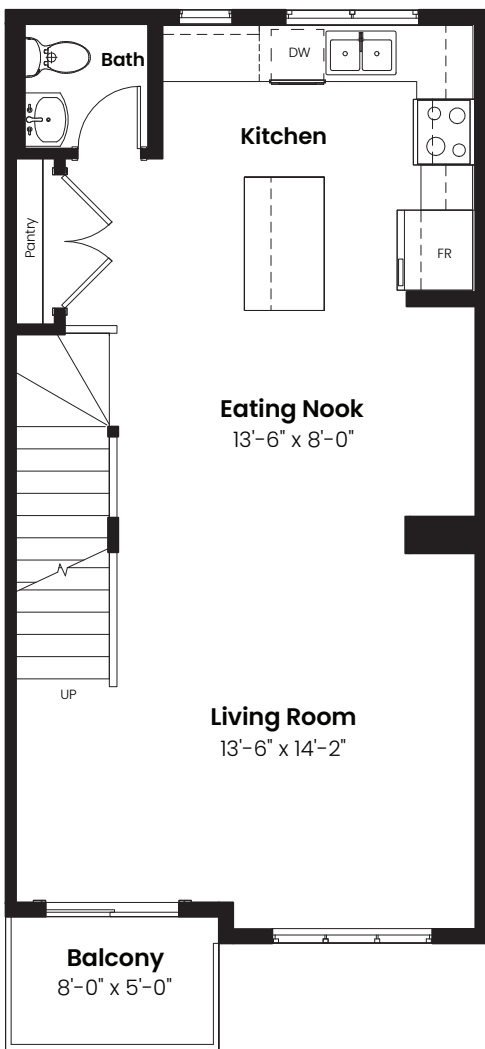 DW
Bath
Kitchen
Pantry
FR
Eating Nook
13'-6" x 8'-0"
UP
Living Room
13'-6" x 14'-2"
Balcony
8'-0" x 5'-0"